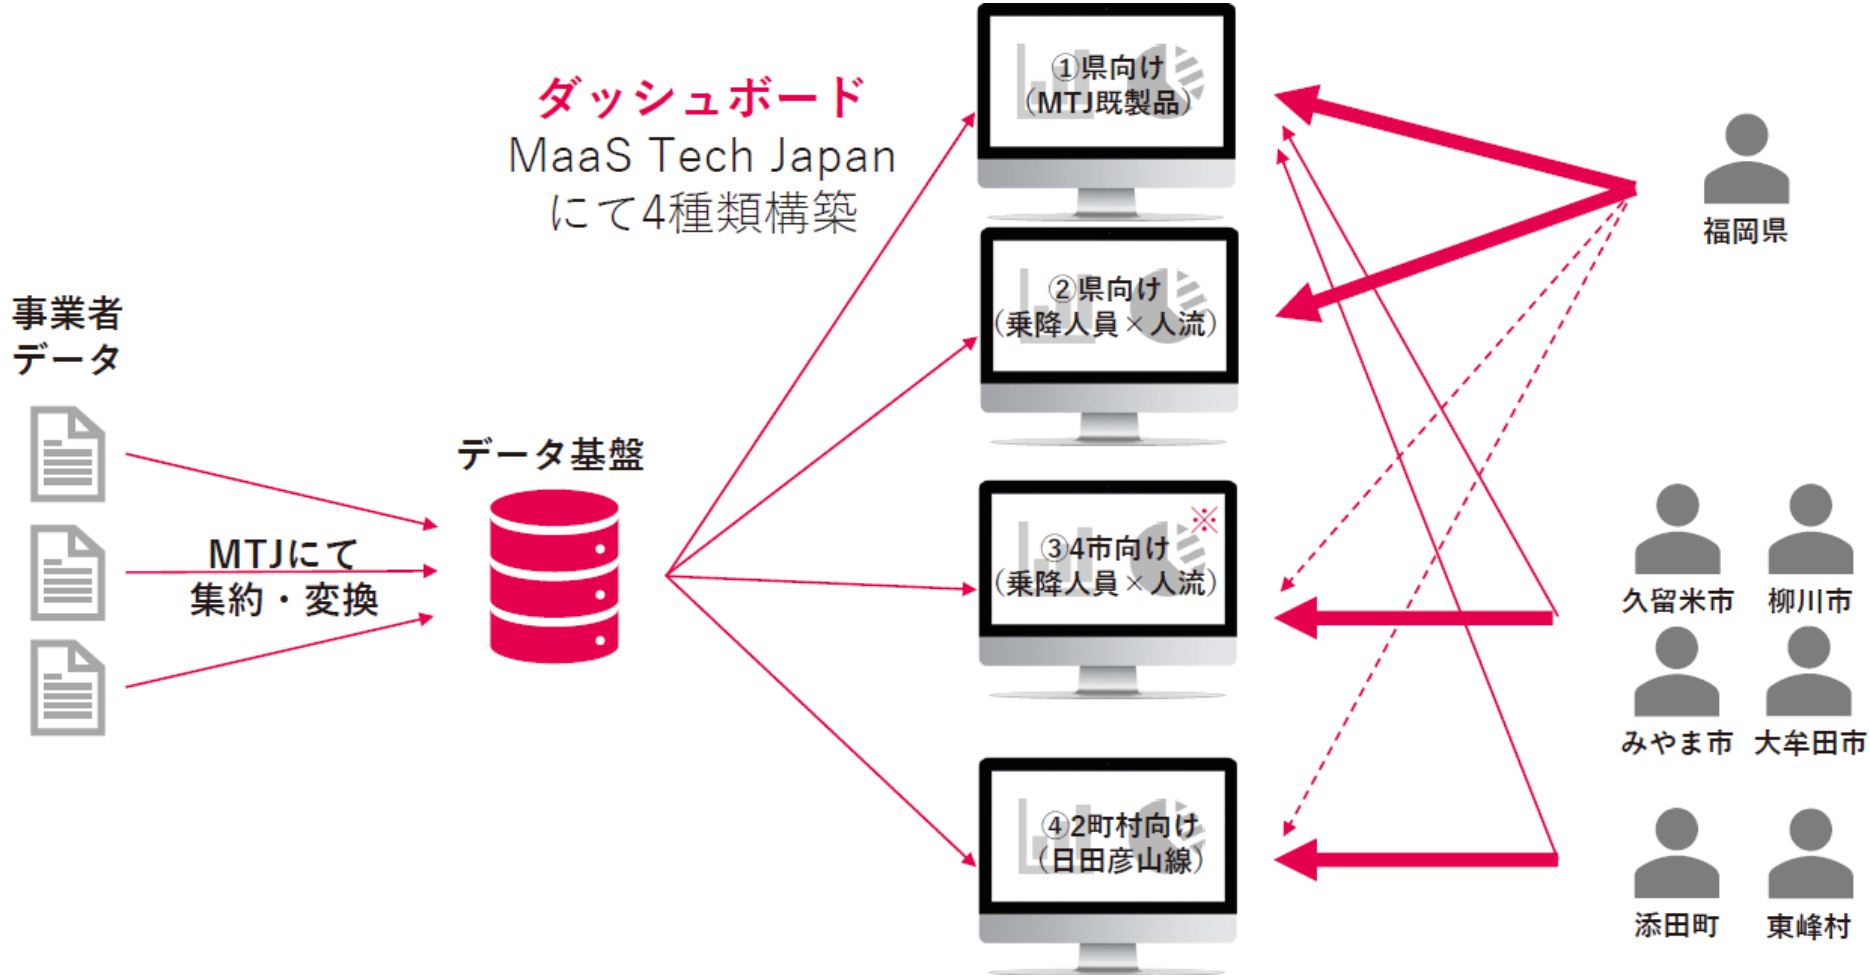 ダッシュボード
MaaS Tech Japan
にて4種類構築
事業者
データ
MTJにて
集約・変換
データ基盤
①県向け
（MTJ既製品）
②県向け
（乗降人員×人流）
※
③4市向け
（乗降人員×人流）
④2町村向け
（日田彦山線）
福岡県
久留米市
柳川市
みやま市
大牟田市
添田町
東峰村